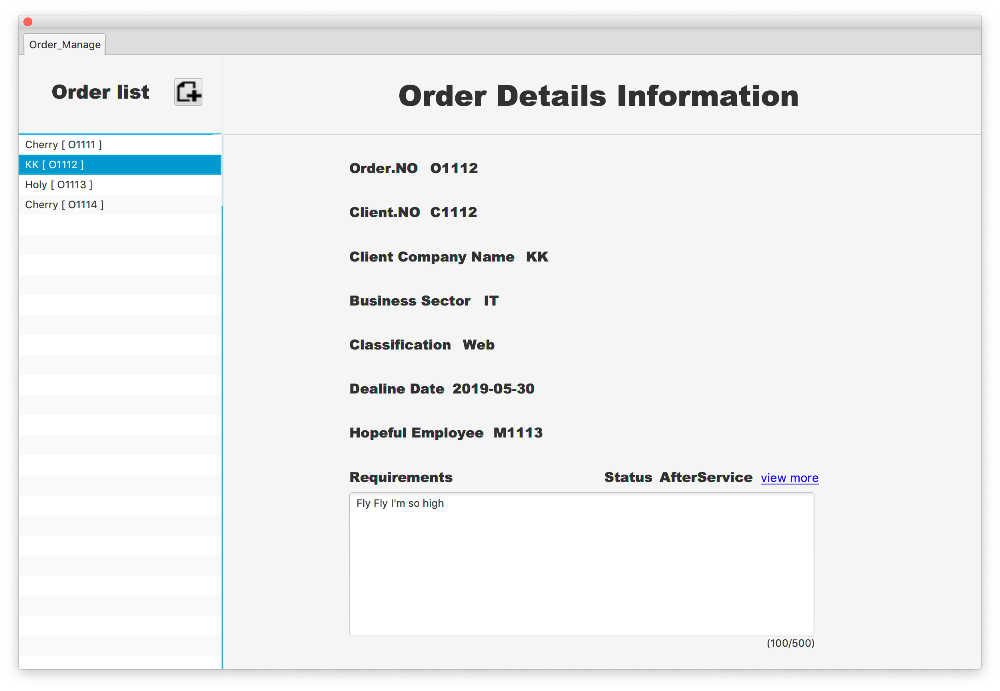 Order_Manage
Order list
Order Details Information
Cherry [ O1111 ]
KK [ O1112 ]
Holy [ O1113 ]
Cherry [ O1114 ]
Order.NO O1112
Client.NO C1112
Client Company Name KK
Business Sector IT
Classification Web
Dealine Date 2019-05-30
Hopeful Employee M1113
Requirements Status AfterService view more
Fly Fly I'm so high
(100/500)